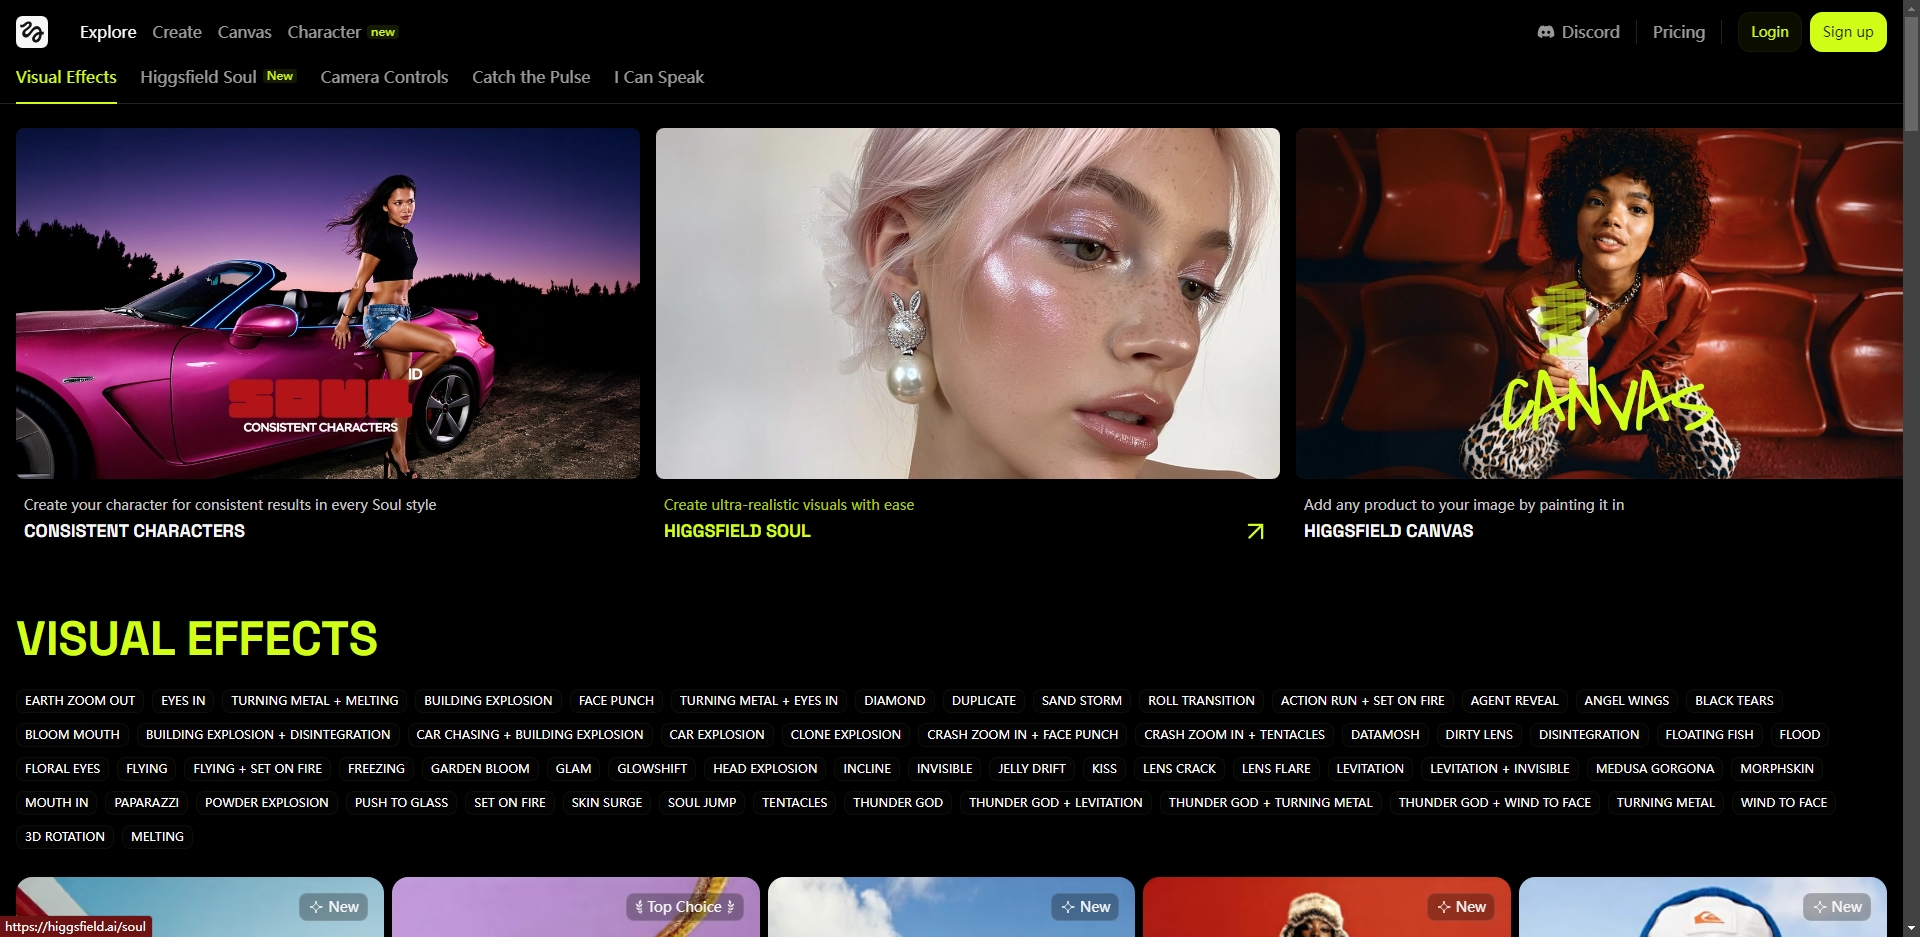 Explore Create Canvas Character new Discord Pricing Login Sign up
Visual Effects Higgsfield Soul New Camera Controls Catch the Pulse I Can Speak
SOUL ID
CONSISTENT CHARACTERS
CANVAS
Create your character for consistent results in every Soul style
CONSISTENT CHARACTERS
Create ultra-realistic visuals with ease
HIGGSFIELD SOUL
Add any product to your image by painting it in
HIGGSFIELD CANVAS
VISUAL EFFECTS
EARTH ZOOM OUT EYES IN TURNING METAL + MELTING BUILDING EXPLOSION FACE PUNCH TURNING METAL + EYES IN DIAMOND DUPLICATE SAND STORM ROLL TRANSITION ACTION RUN + SET ON FIRE AGENT REVEAL ANGEL WINGS BLACK TEARS
BLOOM MOUTH BUILDING EXPLOSION + DISINTEGRATION CAR CHASING + BUILDING EXPLOSION CAR EXPLOSION CLONE EXPLOSION CRASH ZOOM IN + FACE PUNCH CRASH ZOOM IN + TENTACLES DATAMOSH DIRTY LENS DISINTEGRATION FLOATING FISH FLOOD
FLORAL EYES FLYING FLYING + SET ON FIRE FREEZING GARDEN BLOOM GLAM GLOWSHIFT HEAD EXPLOSION INCLINE INVISIBLE JELLY DRIFT KISS LENS CRACK LENS FLARE LEVITATION LEVITATION + INVISIBLE MEDUSA GORGONA MORPHSKIN
MOUTH IN PAPARAZZI POWDER EXPLOSION PUSH TO GLASS SET ON FIRE SKIN SURGE SOUL JUMP TENTACLES THUNDER GOD THUNDER GOD + LEVITATION THUNDER GOD + TURNING METAL THUNDER GOD + WIND TO FACE TURNING METAL WIND TO FACE
3D ROTATION MELTING
New Top Choice New New New
https://higgsfield.ai/soul